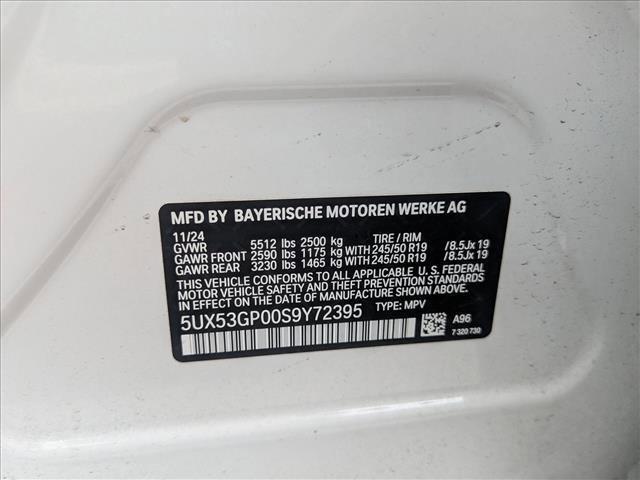 MFD BY BAYERISCHE MOTOREN WERKE AG
11/24
GVWR 5512 lbs 2500 kg TIRE / RIM
GAWR FRONT 2590 lbs 1175 kg WITH 245/50 R19 /8.5Jx19
GAWR REAR 3230 lbs 1465 kg WITH 245/50 R19 /8.5Jx19
THIS VEHICLE CONFORMS TO ALL APPLICABLE U. S. FEDERAL
MOTOR VEHICLE SAFETY AND THEFT PREVENTION STANDARDS
IN EFFECT ON THE DATE OF MANUFACTURE SHOWN ABOVE.
5UX53GP00S9Y72395 TYPE: MPV
A96
7 320 730